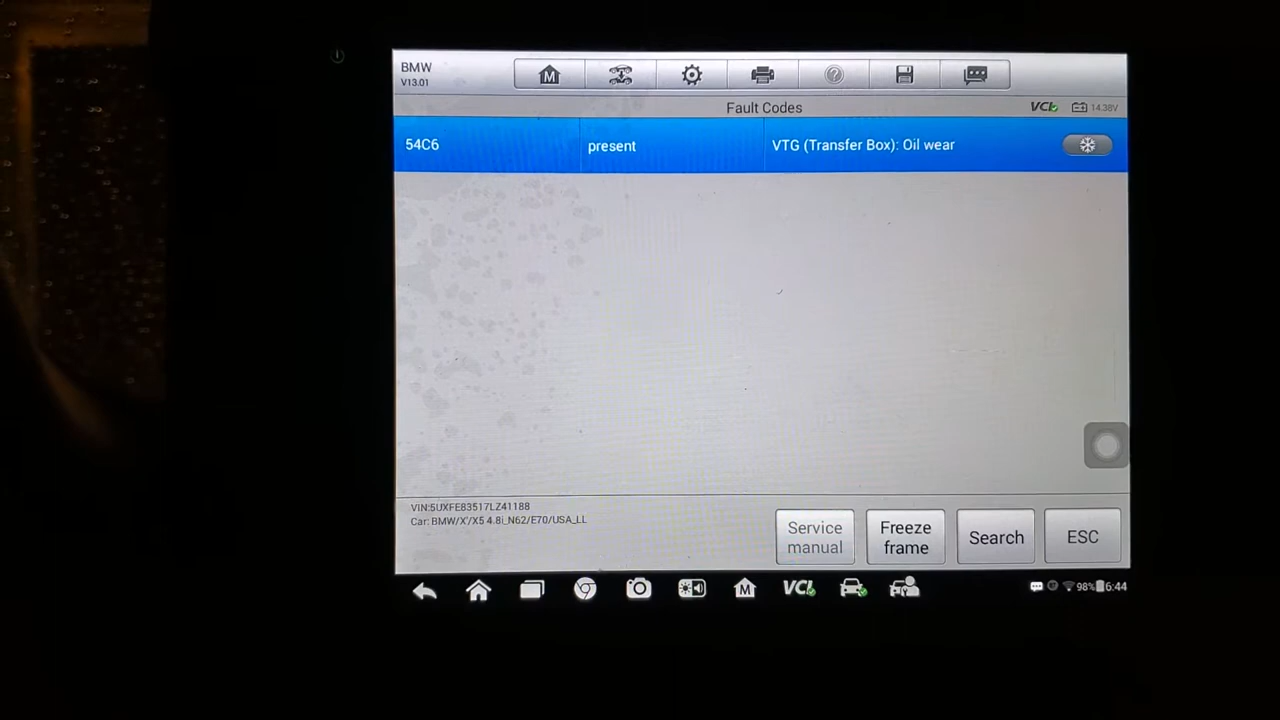 BMW
V13.01
M
?
Fault Codes
VCI
14.38V
54C6
present
VTG (Transfer Box): Oil wear
VIN:5UXFE83517LZ41188
Car: BMW/X'/X5 4.8i_N62/E70/USA_LL
Service
manual
Freeze
frame
Search
ESC
M
VCI
98%
6:44